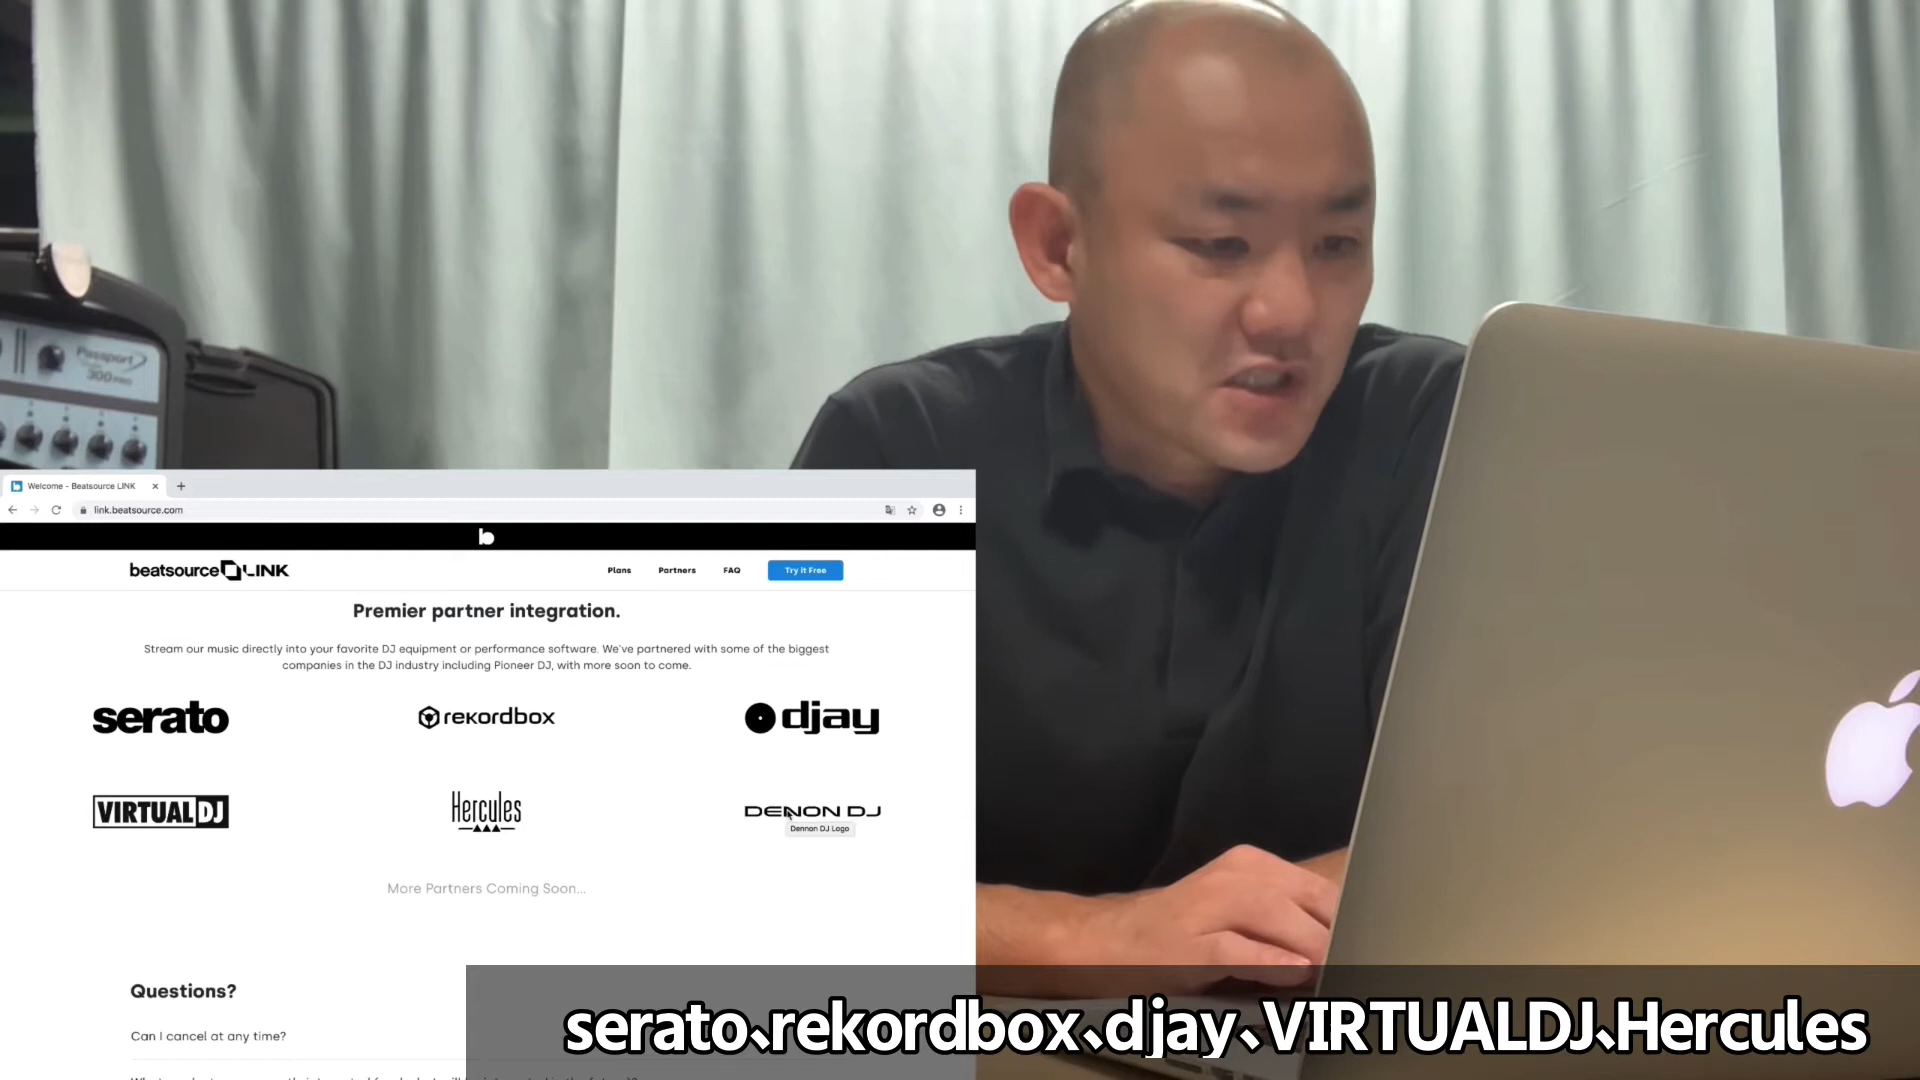 Passport
300PRO
Welcome - Beatsource LINK
link.beatsource.com
beatsource LINK
Plans
Partners
FAQ
Try it Free
Premier partner integration.
Stream our music directly into your favorite DJ equipment or performance software. We've partnered with some of the biggest
companies in the DJ industry including Pioneer DJ, with more soon to come.
serato
rekordbox
djay
VIRTUAL DJ
Hercules
DENON DJ
Dennon DJ Logo
More Partners Coming Soon...
Questions?
Can I cancel at any time?
serato、rekordbox、djay、VIRTUALDJ、Hercules